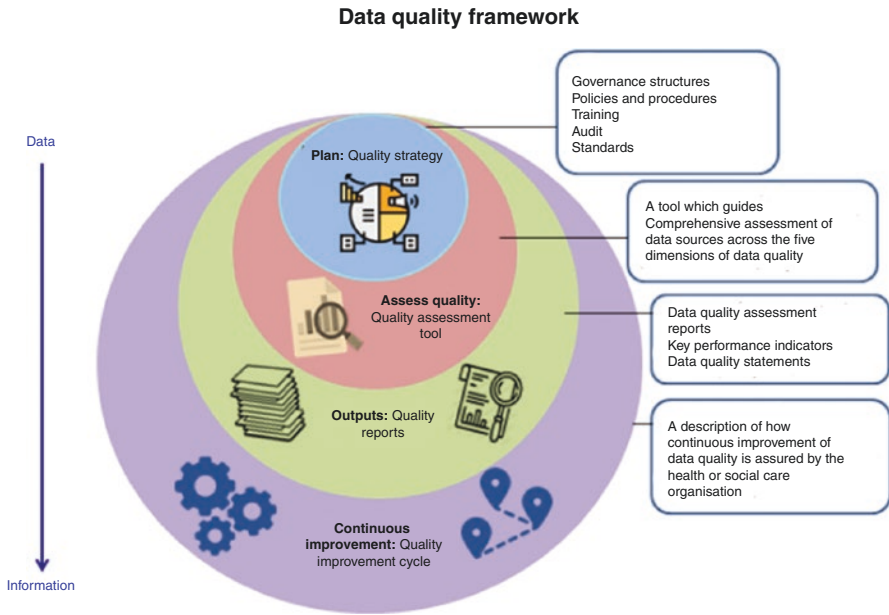 Data quality framework
Data
Information
Plan: Quality strategy
Assess quality:
Quality assessment
tool
Outputs: Quality
reports
Continuous
improvement: Quality
improvement cycle
Governance structures
Policies and procedures
Training
Audit
Standards
A tool which guides
Comprehensive assessment of
data sources across the five
dimensions of data quality
Data quality assessment
reports
Key performance indicators
Data quality statements
A description of how
continuous improvement of
data quality is assured by the
health or social care
organisation